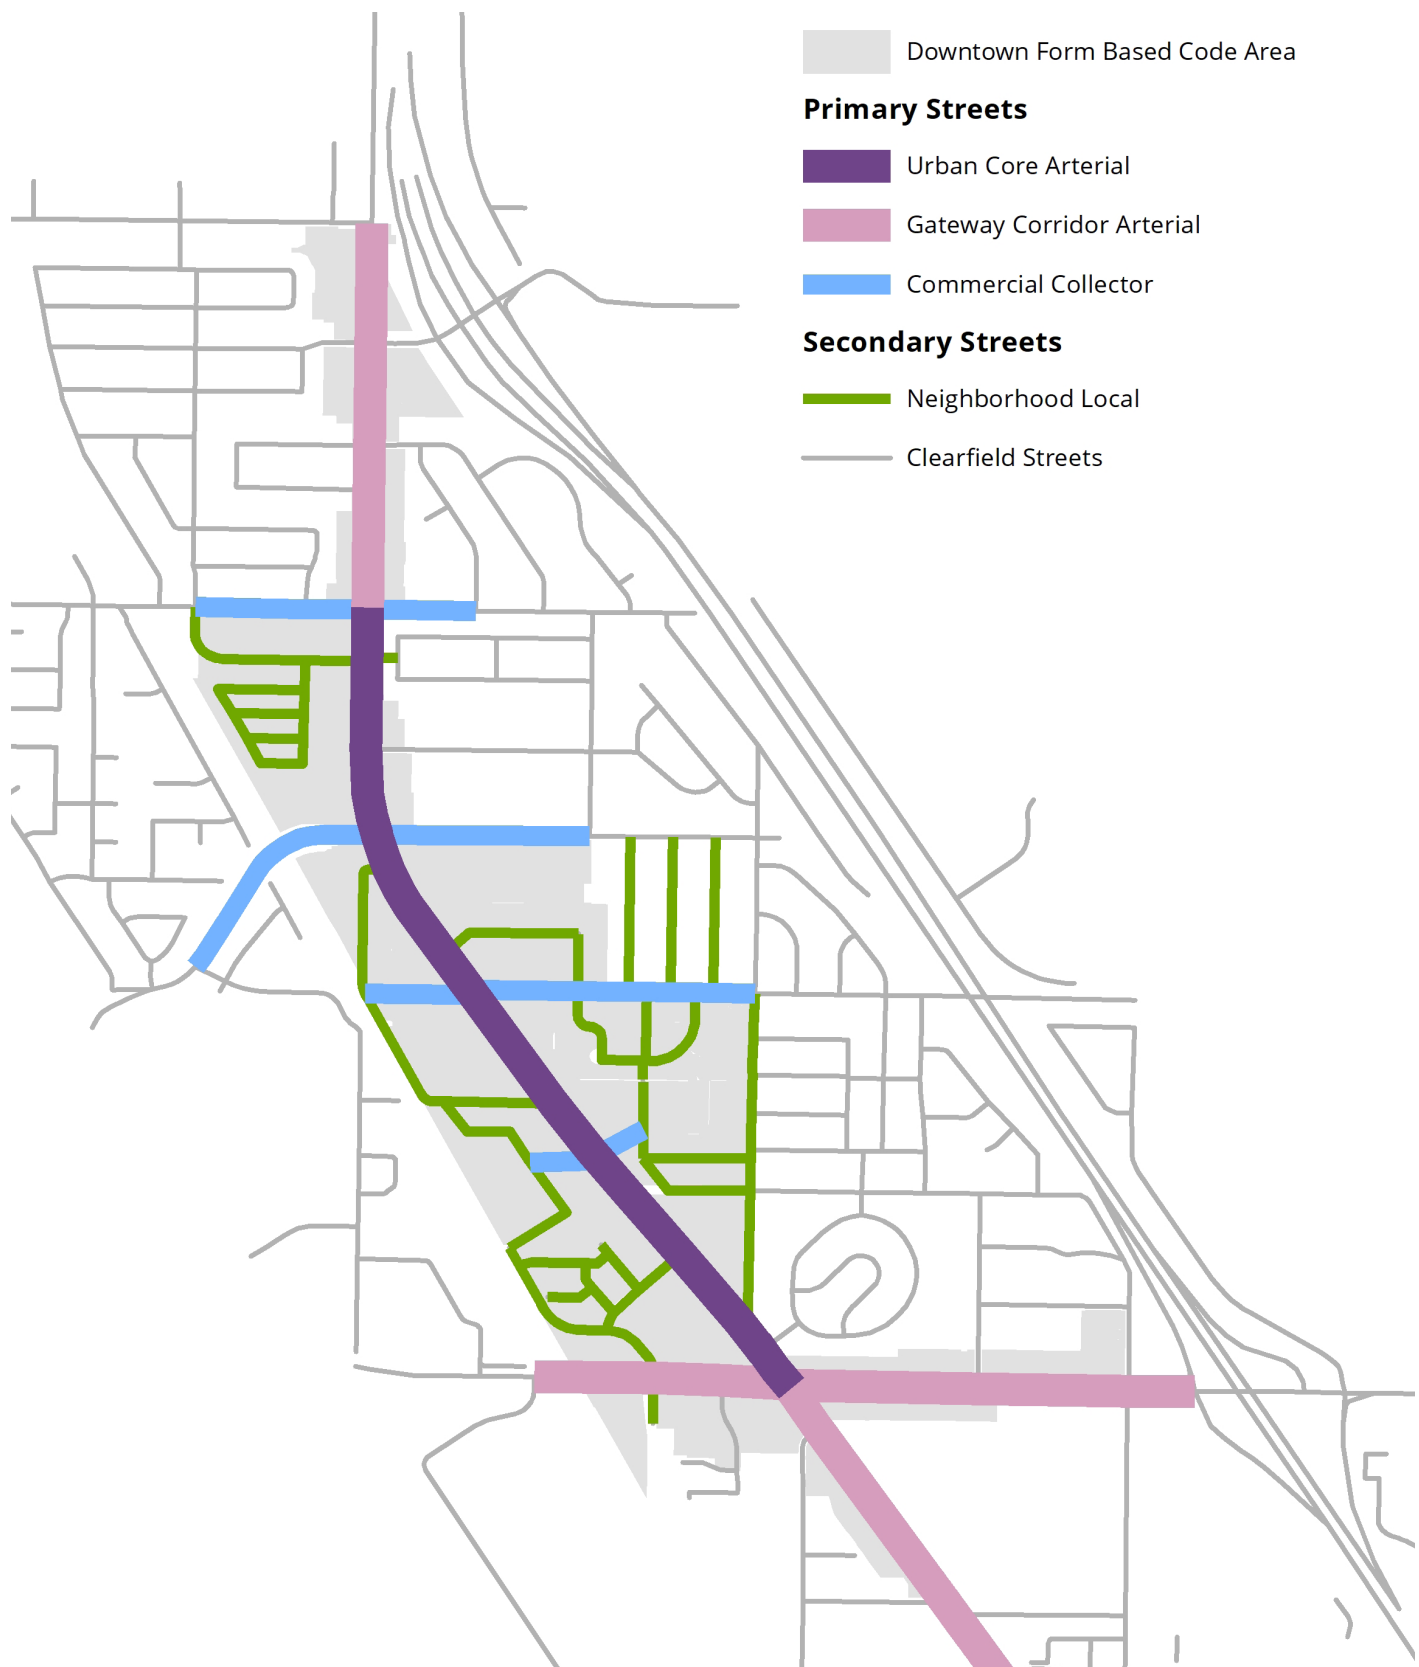 Downtown Form Based Code Area
Primary Streets
Urban Core Arterial
Gateway Corridor Arterial
Commercial Collector
Secondary Streets
Neighborhood Local
Clearfield Streets